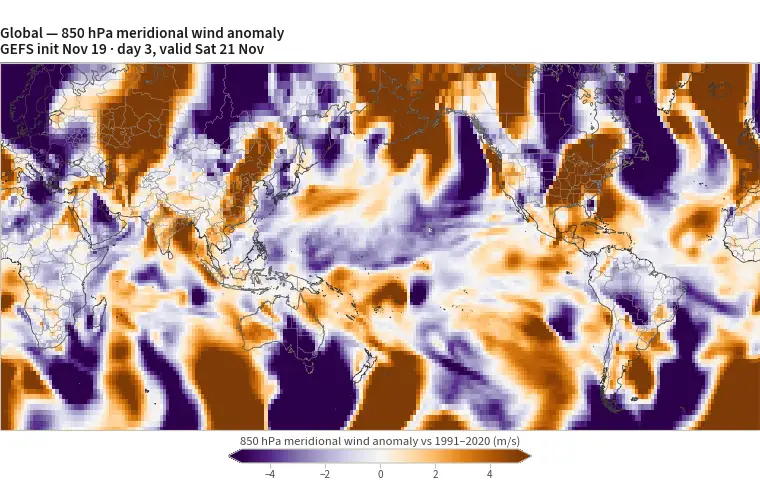 Global — 850 hPa meridional wind anomaly
GEFS init Nov 19 · day 3, valid Sat 21 Nov
850 hPa meridional wind anomaly vs 1991–2020 (m/s)
−4 −2 0 2 4